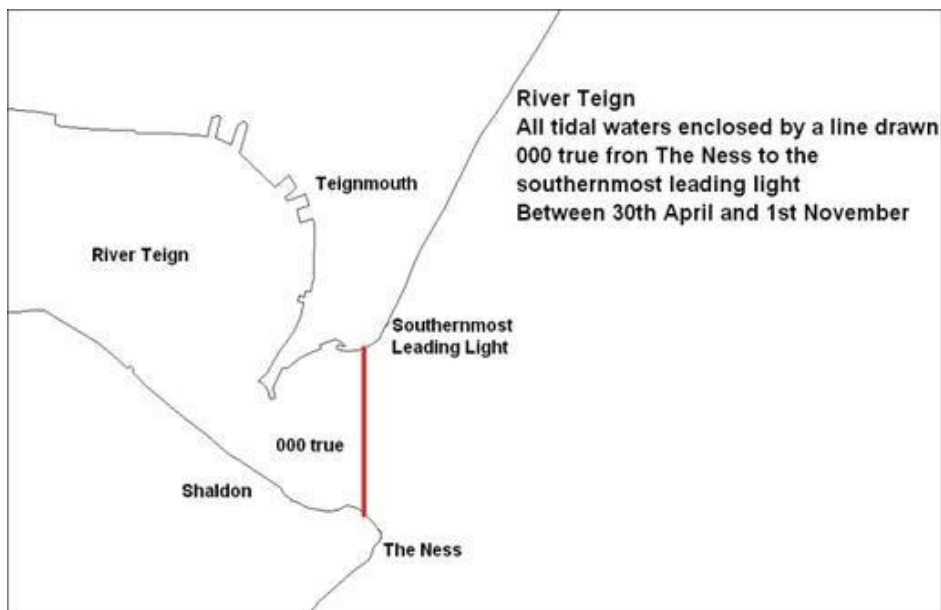 River Teign
All tidal waters enclosed by a line drawn
000 true fron The Ness to the
southernmost leading light
Between 30th April and 1st November
Teignmouth
River Teign
Southernmost
Leading Light
000 true
Shaldon
The Ness